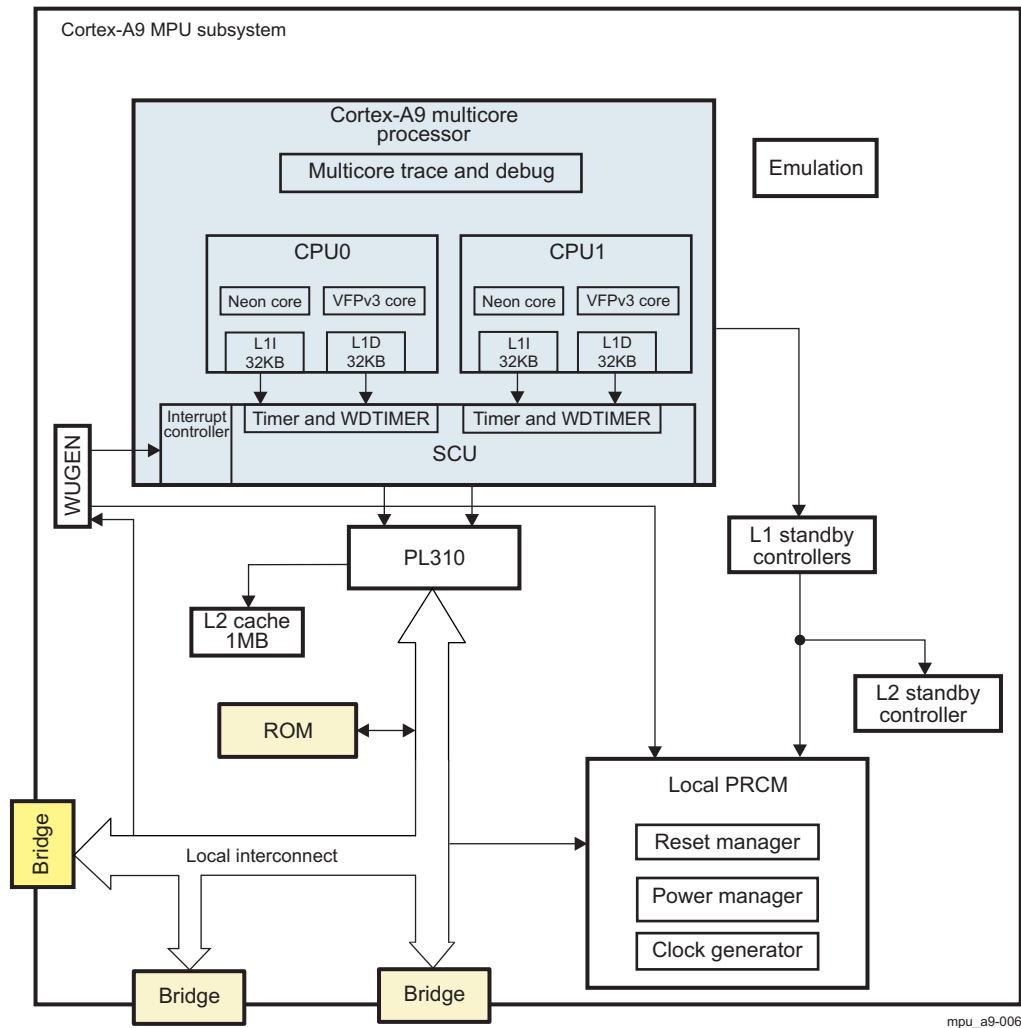 Cortex-A9 MPU subsystem
Cortex-A9 multicore
processor
Multicore trace and debug
Emulation
CPU0
Neon core
VFPv3 core
L1I
32KB
L1D
32KB
CPU1
Neon core
VFPv3 core
L1I
32KB
L1D
32KB
Interrupt
controller
Timer and WDTIMER
Timer and WDTIMER
SCU
WUGEN
PL310
L1 standby
controllers
L2 cache
1MB
L2 standby
controller
ROM
Local PRCM
Reset manager
Power manager
Clock generator
Bridge
Local interconnect
Bridge
Bridge
mpu_a9-006